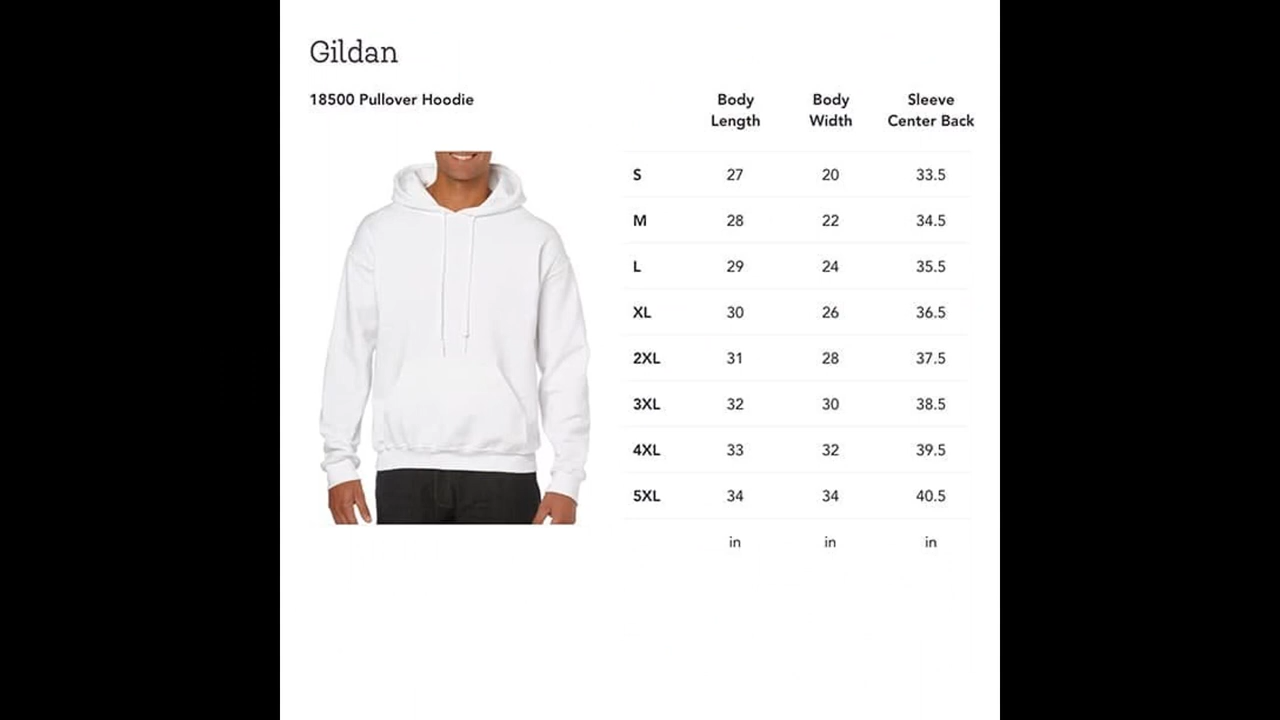 Gildan
18500 Pullover Hoodie
Body Length Body Width Sleeve Center Back
S 27 20 33.5
M 28 22 34.5
L 29 24 35.5
XL 30 26 36.5
2XL 31 28 37.5
3XL 32 30 38.5
4XL 33 32 39.5
5XL 34 34 40.5
in in in